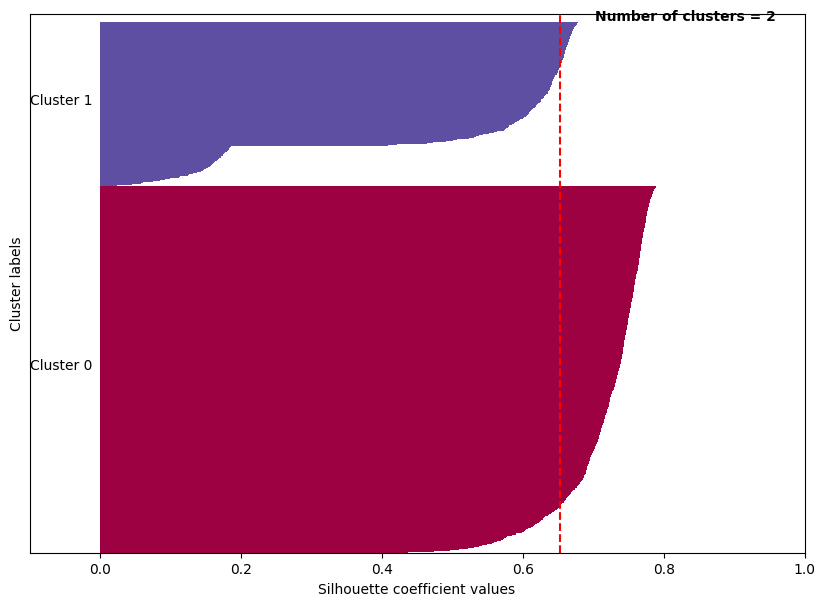 Number of clusters = 2
Cluster 1
Cluster labels
Cluster 0
0.0 0.2 0.4 0.6 0.8 1.0
Silhouette coefficient values